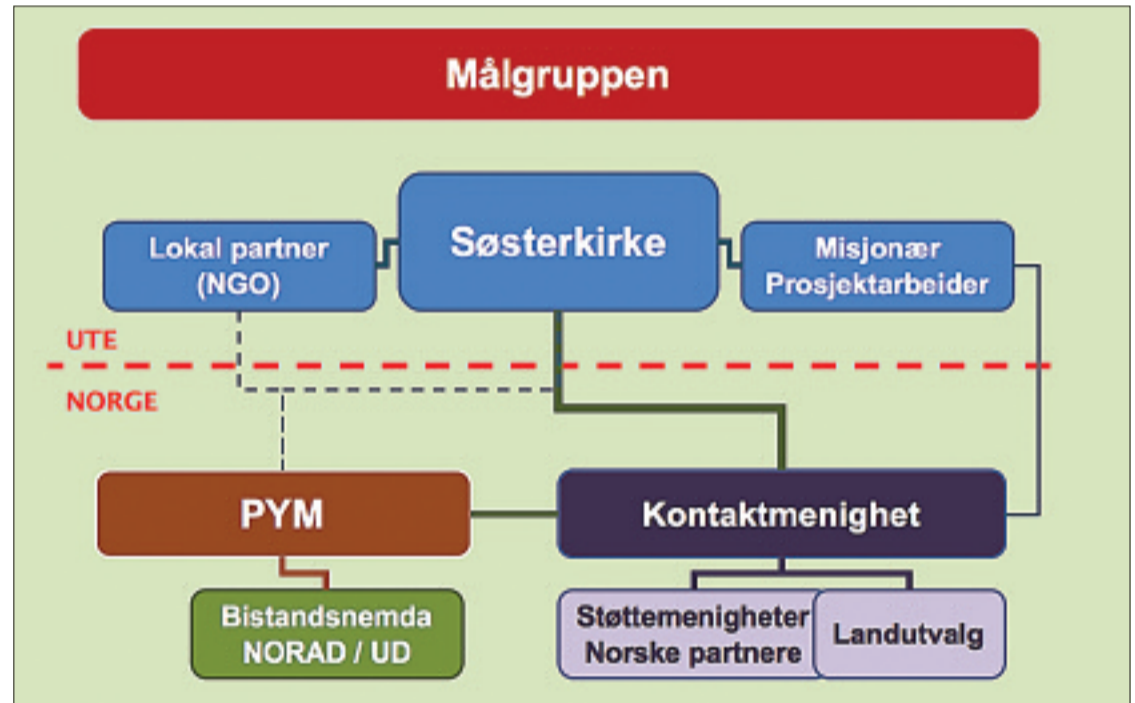 Målgruppen
Søsterkirke
Lokal partner
(NGO)
Misjonær
Prosjektarbeider
UTE
NORGE
PYM
Kontaktmenighet
Bistandsnemda
NORAD / UD
Støttemenigheter
Norske partnere
Landutvalg